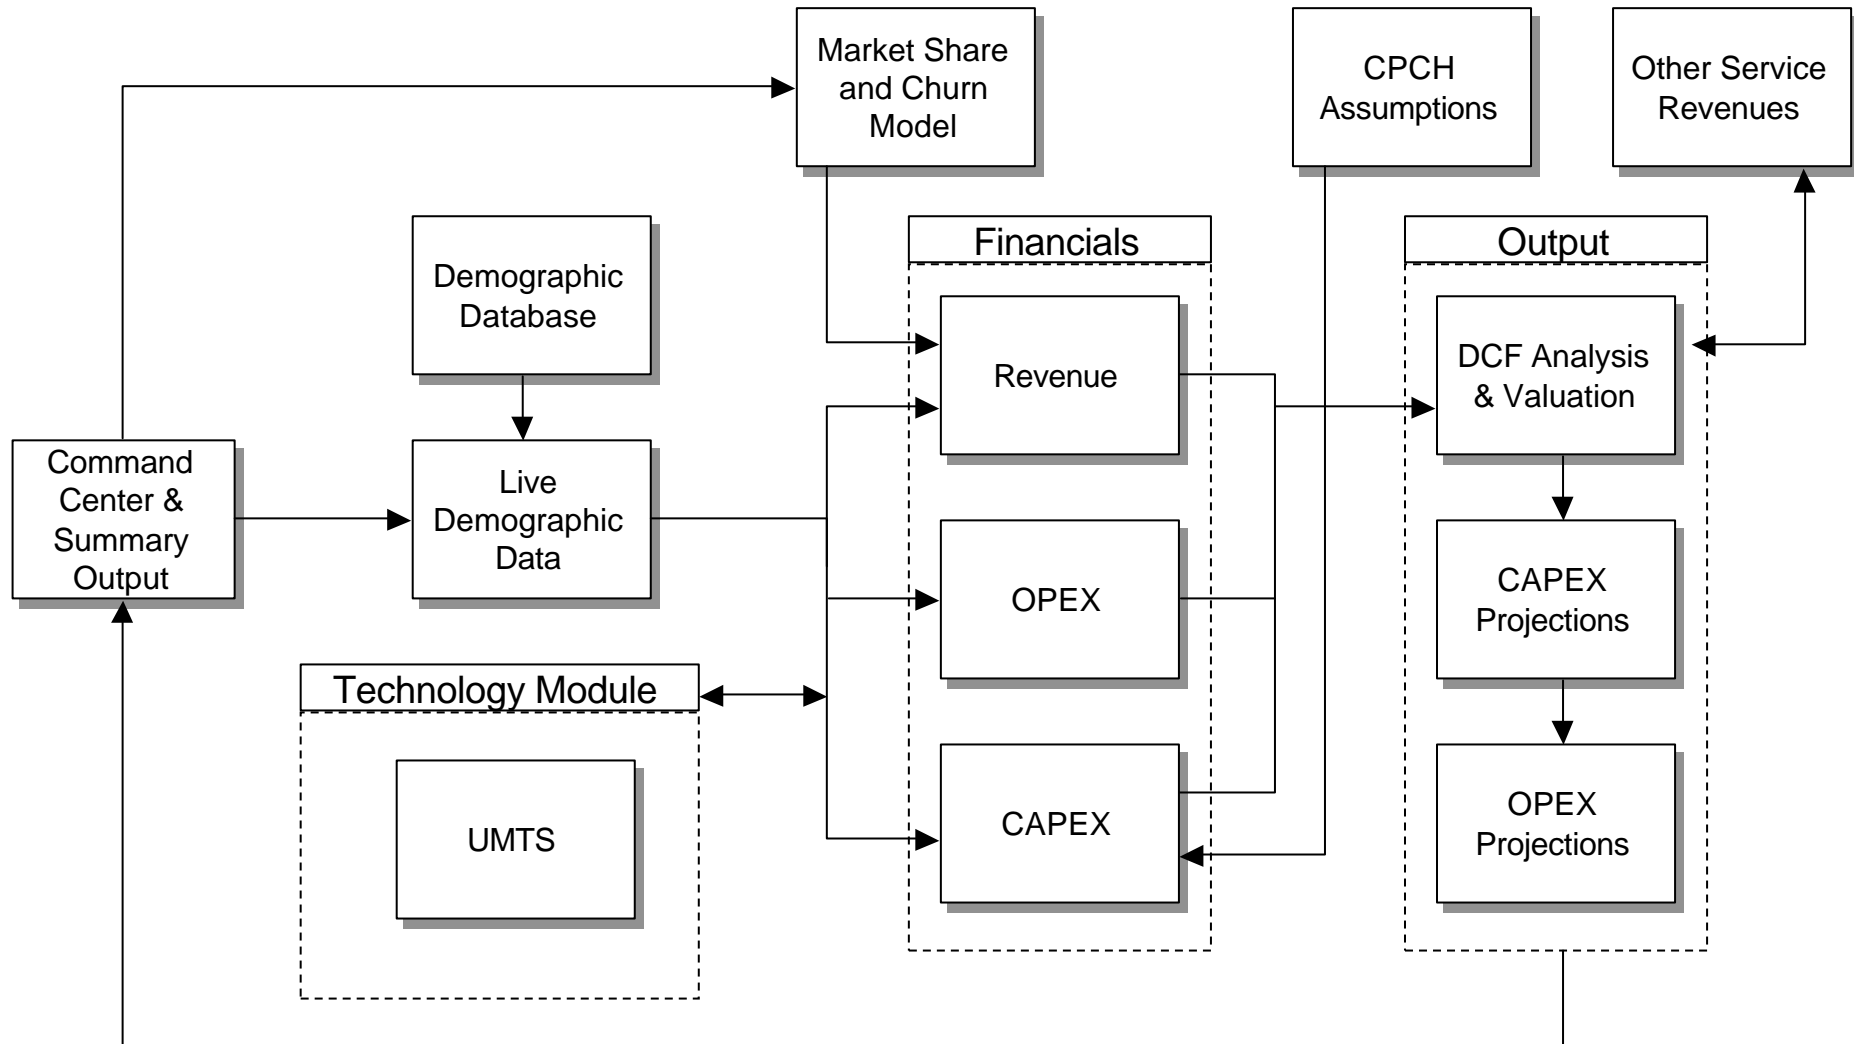 Market Share
and Churn
Model
CPCH
Assumptions
Other Service
Revenues
Demographic
Database
Financials
Output
Revenue
DCF Analysis
& Valuation
Command
Center &
Summary
Output
Live
Demographic
Data
OPEX
CAPEX
Projections
Technology Module
UMTS
CAPEX
OPEX
Projections